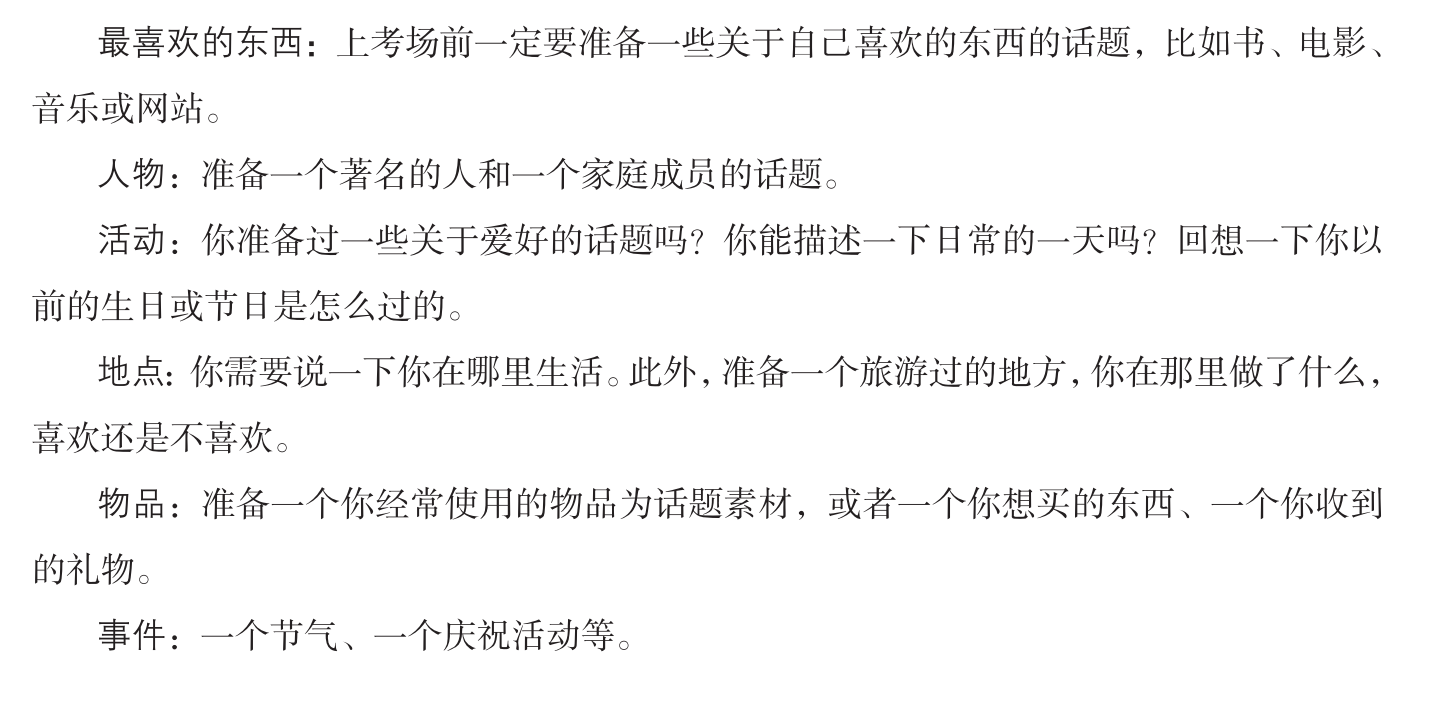 最喜欢的东西：上考场前一定要准备一些关于自己喜欢的东西的话题，比如书、电影、
音乐或网站。
人物：准备一个著名的人和一个家庭成员的话题。
活动：你准备过一些关于爱好的话题吗？你能描述一下日常的一天吗？回想一下你以
前的生日或节日是怎么过的。
地点：你需要说一下你在哪里生活。此外，准备一个旅游过的地方，你在那里做了什么，
喜欢还是不喜欢。
物品：准备一个你经常使用的物品为话题素材，或者一个你想买的东西、一个你收到
的礼物。
事件：一个节气、一个庆祝活动等。